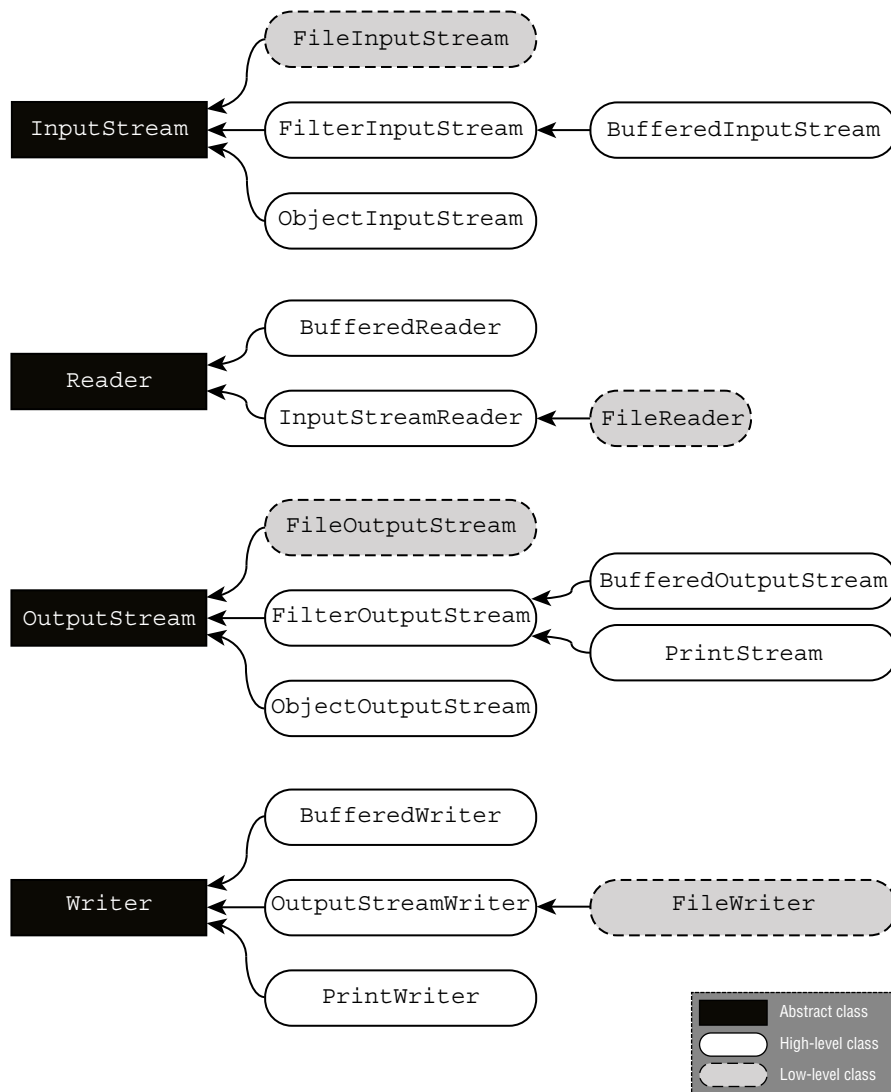 FileInputStream
InputStream
FilterInputStream
BufferedInputStream
ObjectInputStream
BufferedReader
Reader
InputStreamReader
FileReader
FileOutputStream
BufferedOutputStream
OutputStream
FilterOutputStream
PrintStream
ObjectOutputStream
BufferedWriter
Writer
OutputStreamWriter
FileWriter
PrintWriter
Abstract class
High-level class
Low-level class